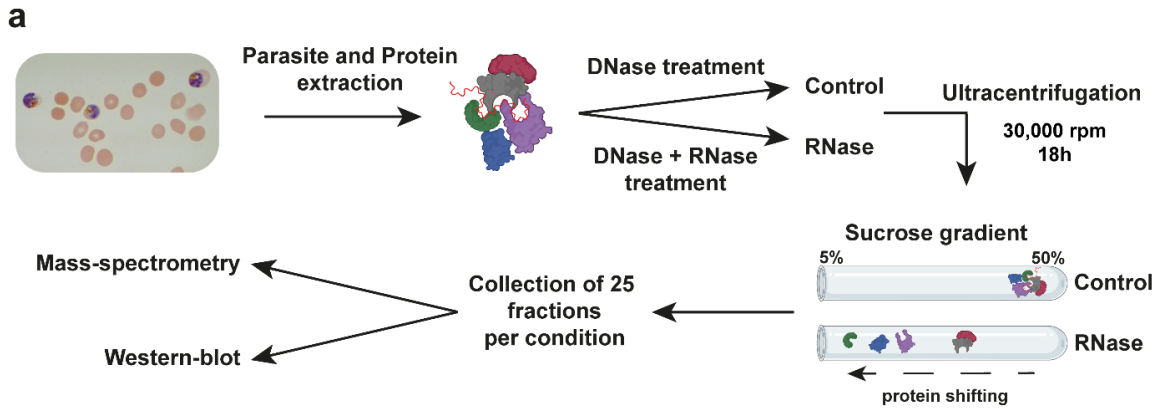 a
Parasite and Protein
extraction
DNase treatment
DNase + RNase
treatment
Control
RNase
Ultracentrifugation
30,000 rpm
18h
Sucrose gradient
5%
50%
Control
RNase
protein shifting
Collection of 25
fractions
per condition
Mass-spectrometry
Western-blot